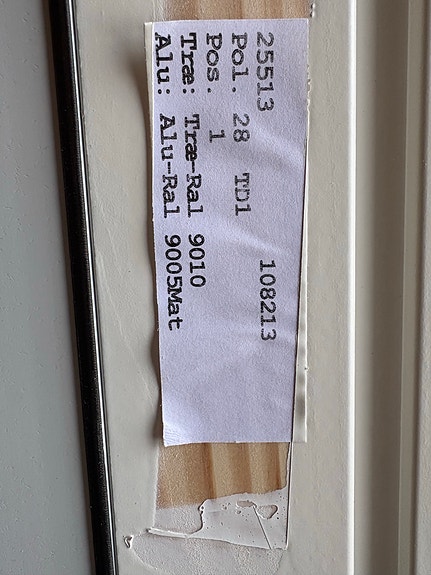 25513 108213
Pol. 28 TD1
Pos. 1
Træ: Træ-Ral 9010
Alu: Alu-Ral 9005Mat